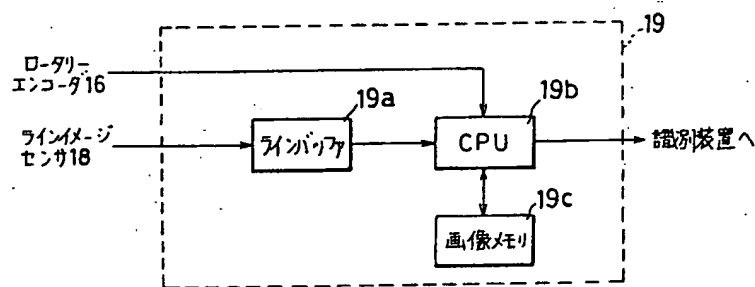 19
ロータリー
エンコーダ16
19a
19b
ラインイメージ
センサ18
ラインバッファ
CPU
識別装置へ
19c
画像メモリ